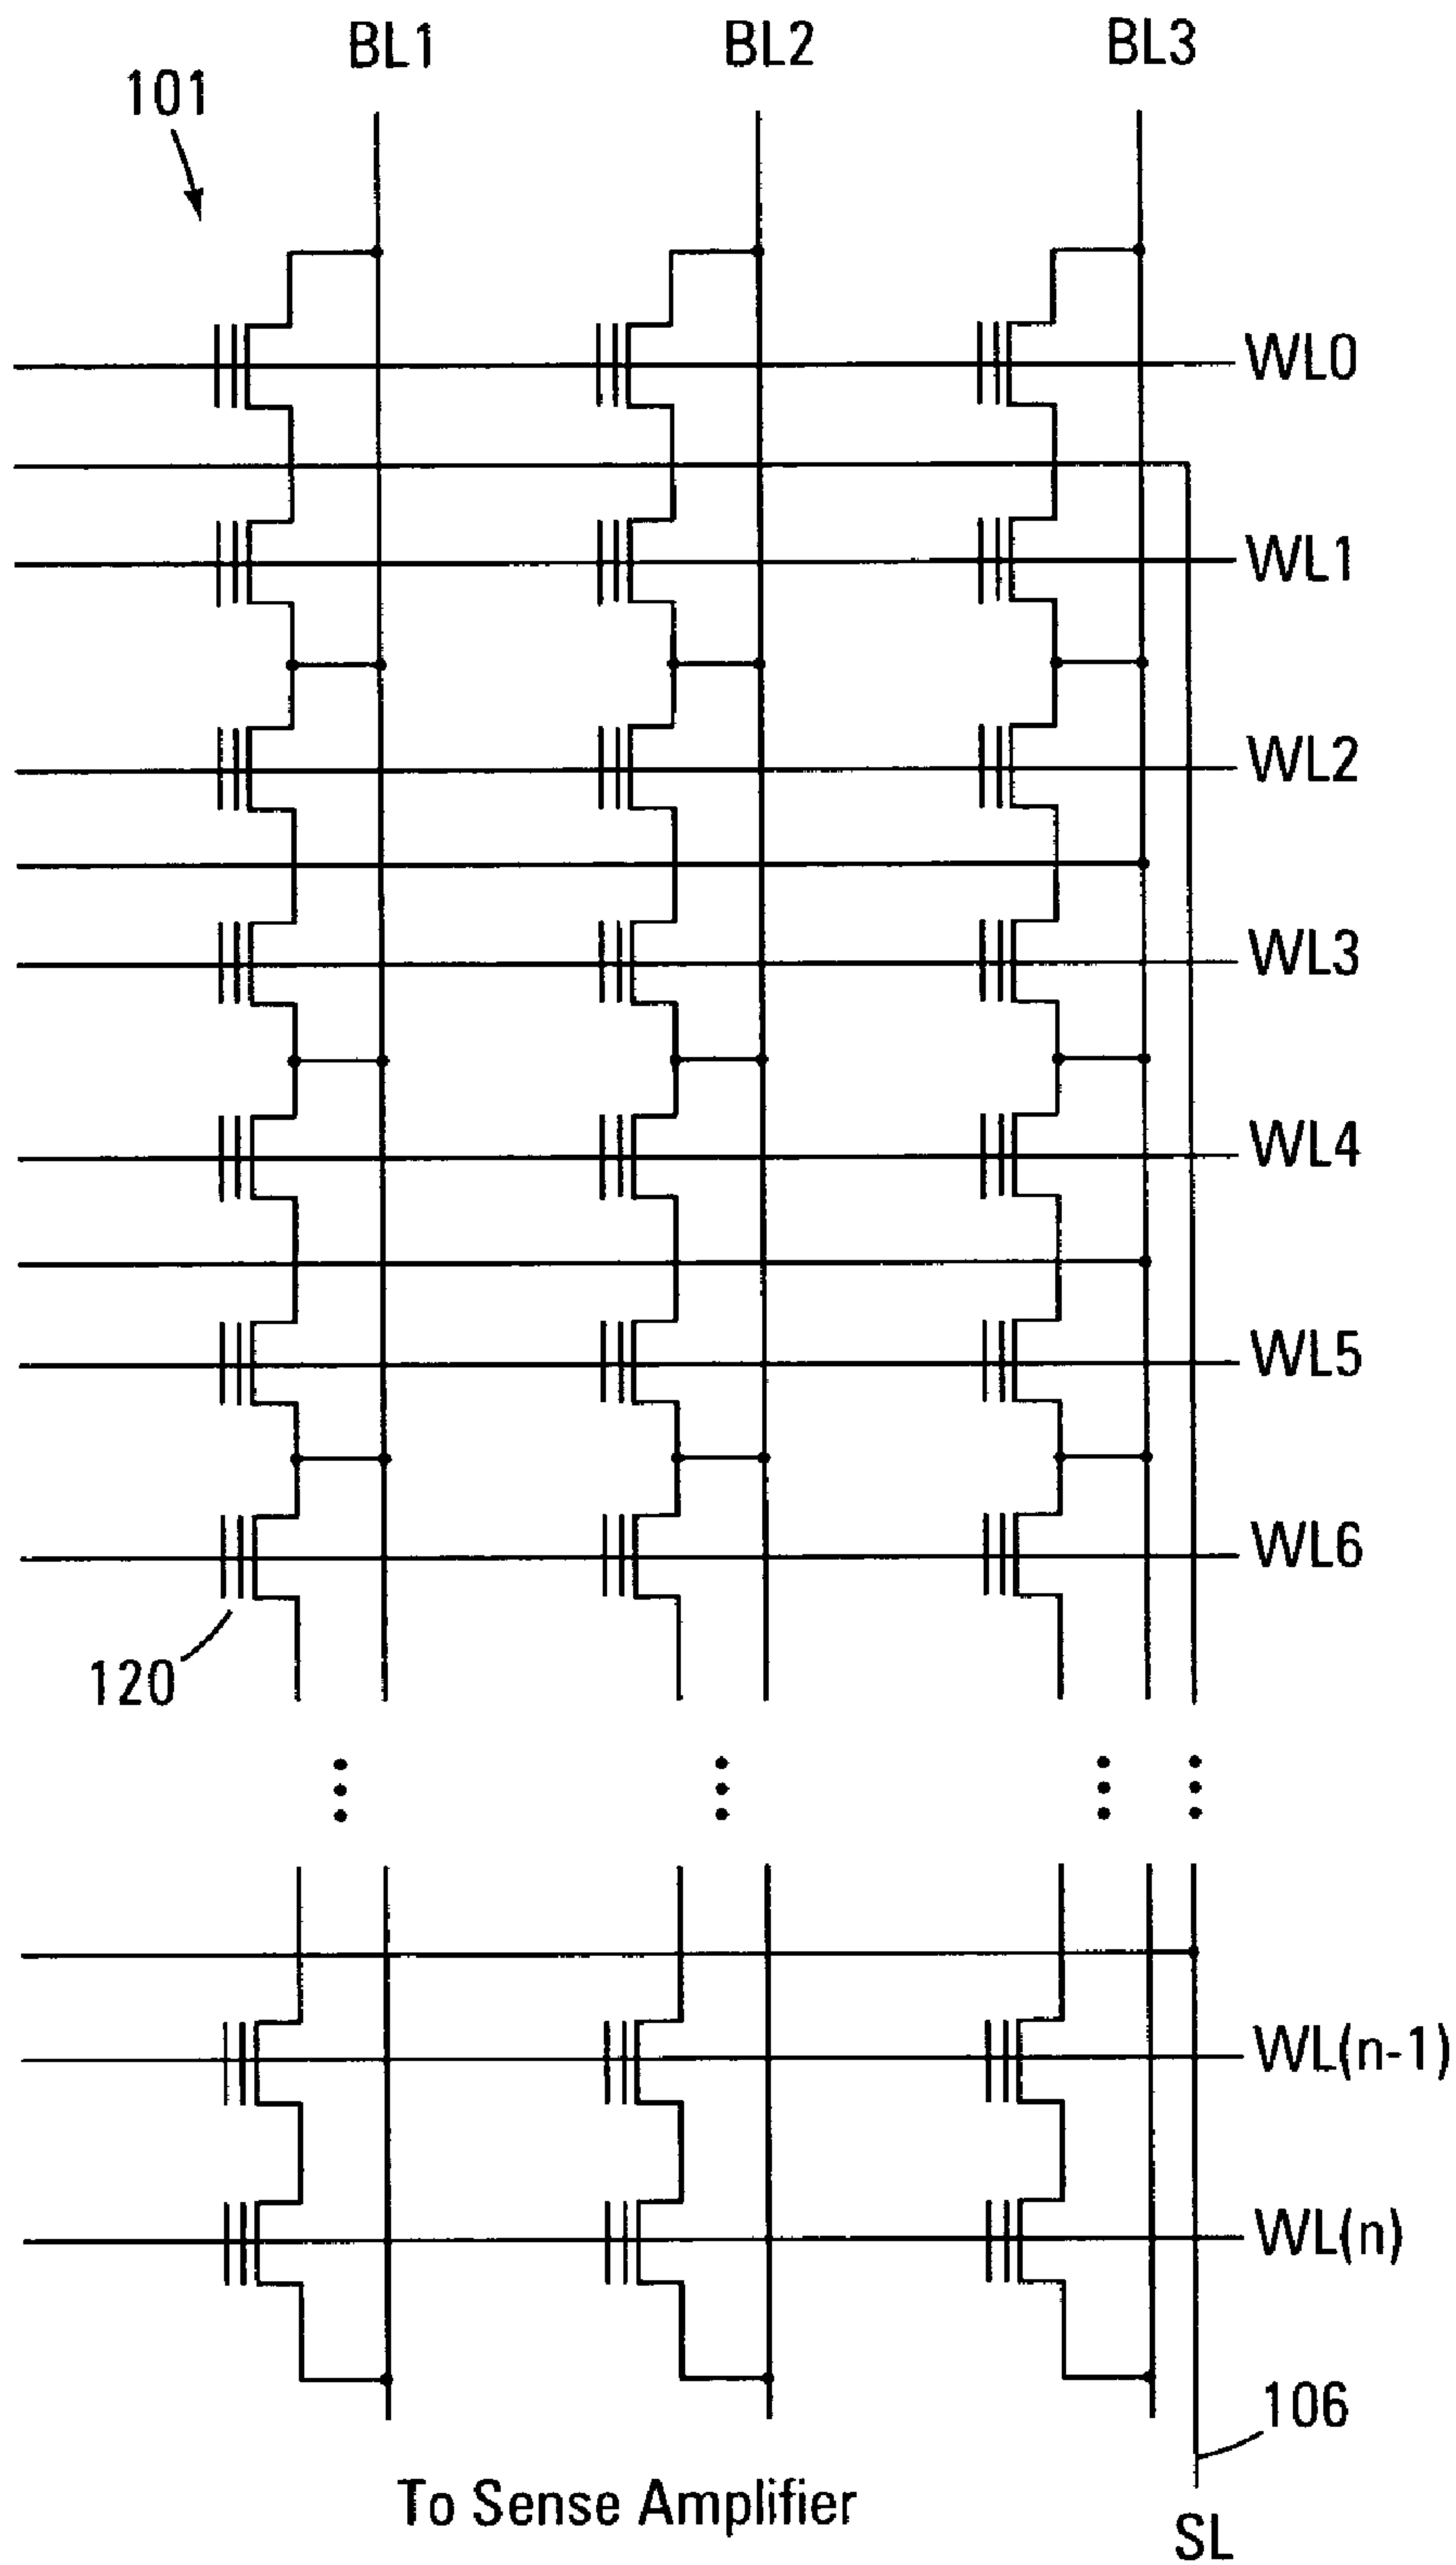 BL1 BL2 BL3
101
WL0
WL1
WL2
WL3
WL4
WL5
WL6
120
WL(n-1)
WL(n)
106
To Sense Amplifier
SL